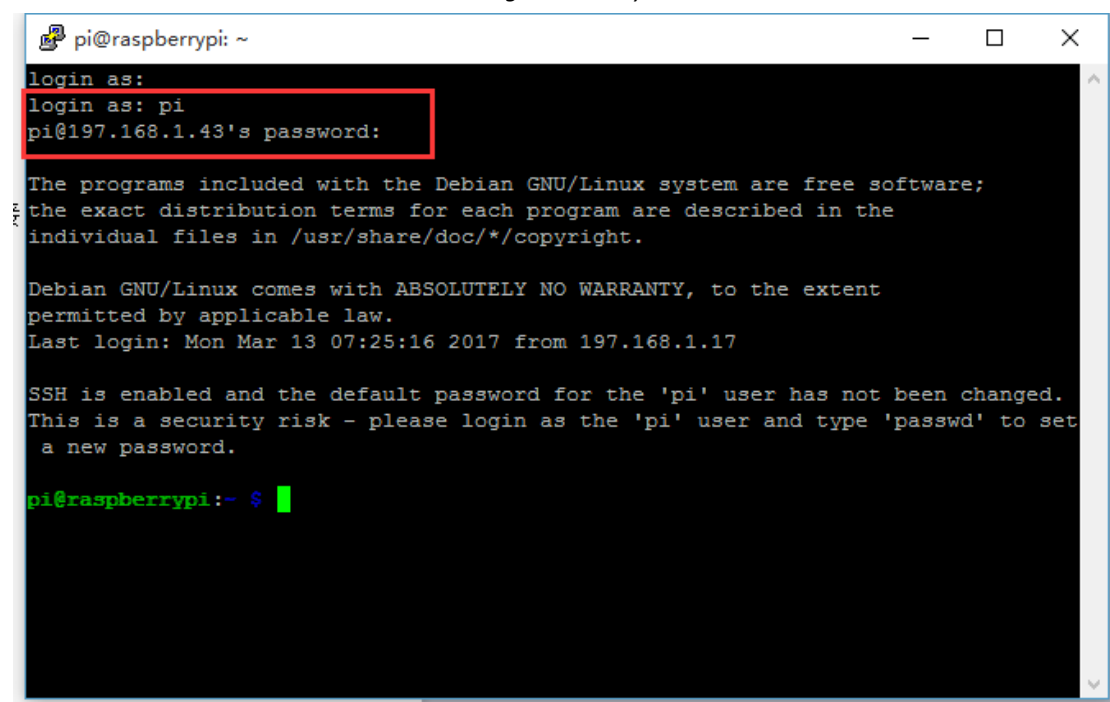 pi@raspberrypi: ~
login as:
login as: pi
pi@197.168.1.43's password:
The programs included with the Debian GNU/Linux system are free software;
the exact distribution terms for each program are described in the
individual files in /usr/share/doc/*/copyright.
Debian GNU/Linux comes with ABSOLUTELY NO WARRANTY, to the extent
permitted by applicable law.
Last login: Mon Mar 13 07:25:16 2017 from 197.168.1.17
SSH is enabled and the default password for the 'pi' user has not been changed.
This is a security risk - please login as the 'pi' user and type 'passwd' to set
a new password.
pi@raspberrypi:~ $